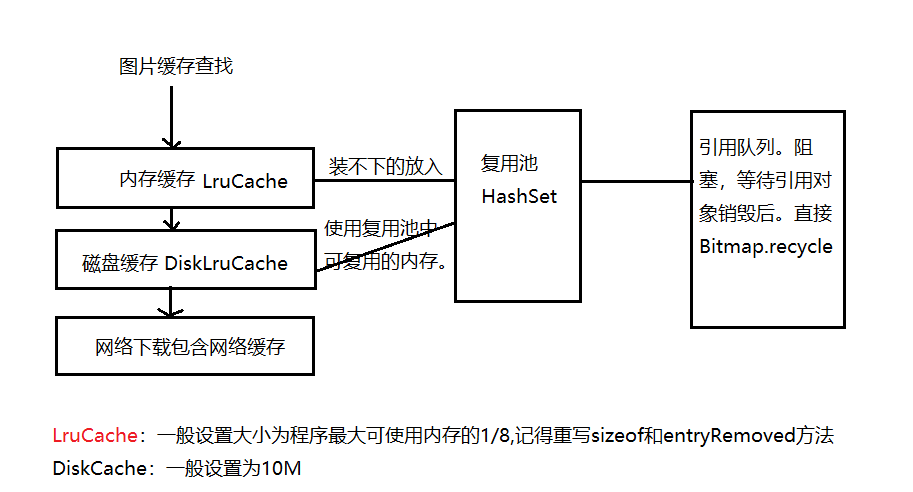 图片缓存查找
内存缓存 LruCache
装不下的放入
磁盘缓存 DiskLruCache
使用复用池中
可复用的内存。
网络下载包含网络缓存
复用池
HashSet
引用队列。阻
塞，等待引用对
象销毁后。直接
Bitmap.recycle
LruCache：一般设置大小为程序最大可使用内存的1/8,记得重写sizeof和entryRemoved方法
DiskCache：一般设置为10M